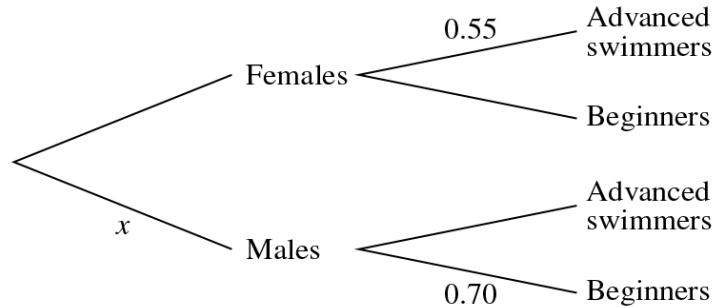 0.55
Advanced
swimmers
Females
Beginners
x
Males
Advanced
swimmers
0.70
Beginners